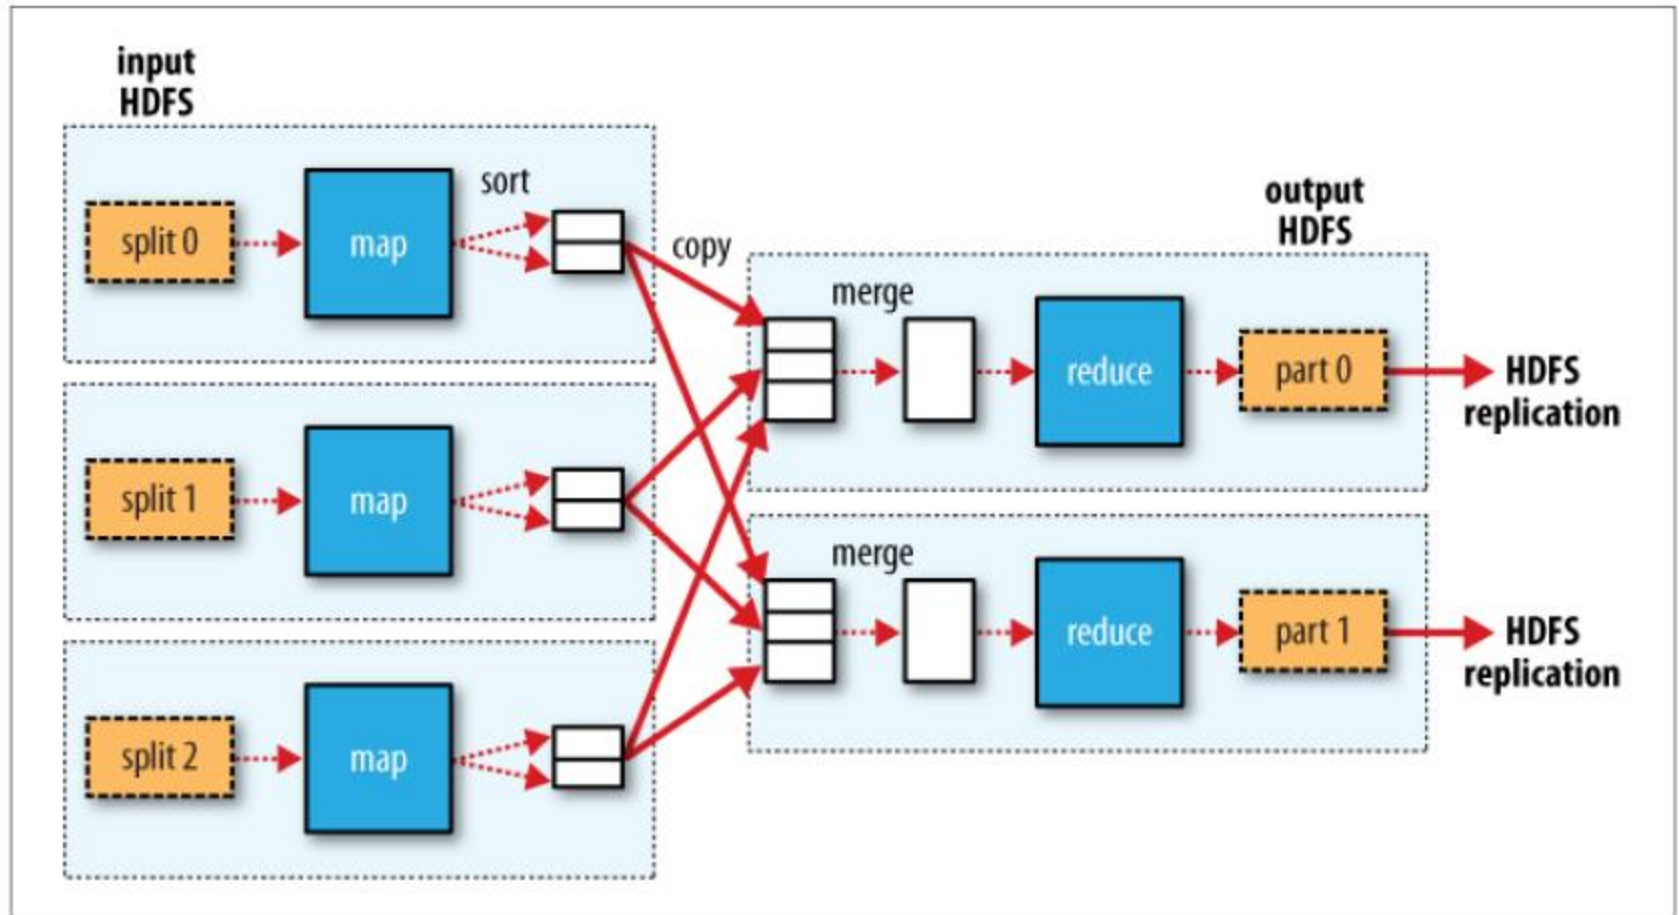 input
HDFS
split 0
map
sort
copy
split 1
map
split 2
map
output
HDFS
merge
reduce
part 0
HDFS
replication
merge
reduce
part 1
HDFS
replication